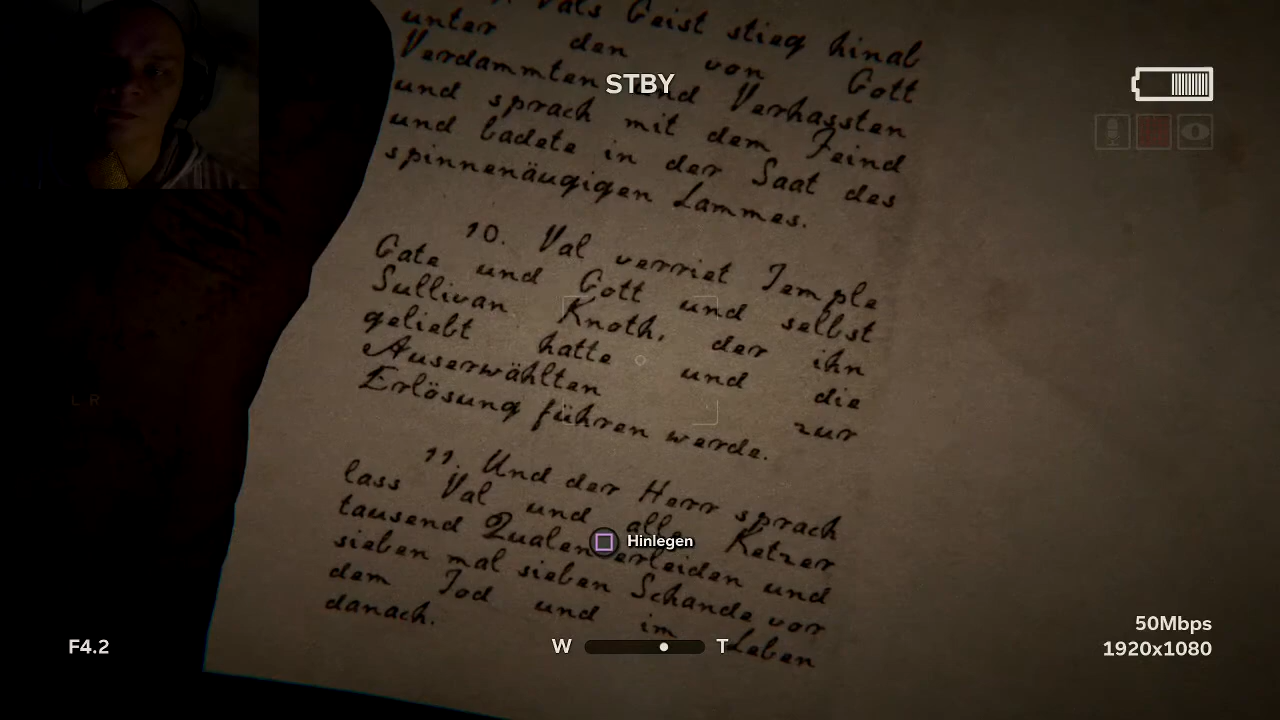 Vals Geist stieg hinab
unter den von Gott
Verdammten und Verhassten
und sprach mit dem Feind
und badete in der Saat des
spinnenäugigen Lammes.
10. Val verriet Temple
Gate und Gott und selbst
Sullivan Knoth, der ihn
geliebt hatte und die
Auserwählten zur
Erlösung führen werde.
11. Und der Herr sprach
lass Val und alle Ketzer
tausend Qualen erleiden und
sieben mal sieben Schande vor
dem Tod und im Leben
danach.
STBY
L R
Hinlegen
F4.2
W T
50Mbps
1920x1080